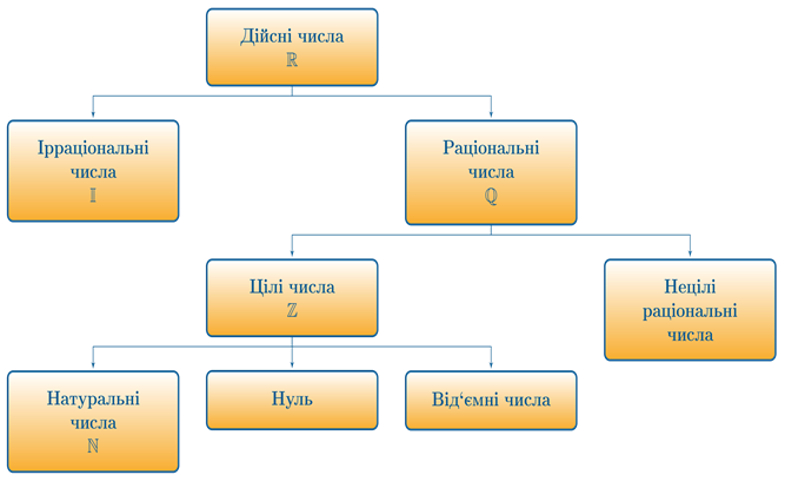 Дійсні числа
ℝ
Ірраціональні
числа
𝕀
Раціональні
числа
ℚ
Цілі числа
ℤ
Нецілі
раціональні
числа
Натуральні
числа
ℕ
Нуль
Від‘ємні числа